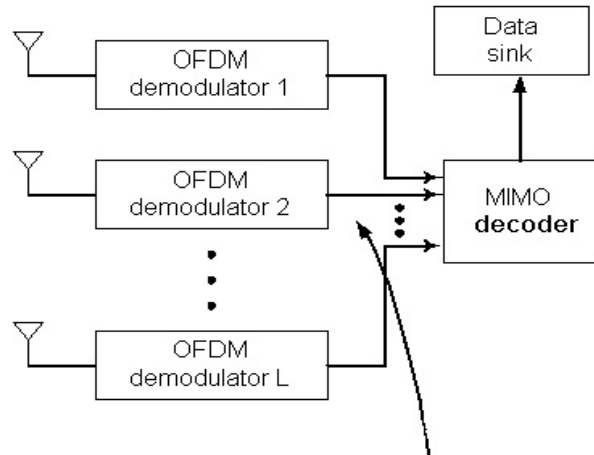 OFDM
demodulator 1
Data
sink
OFDM
demodulator 2
MIMO
decoder
OFDM
demodulator L